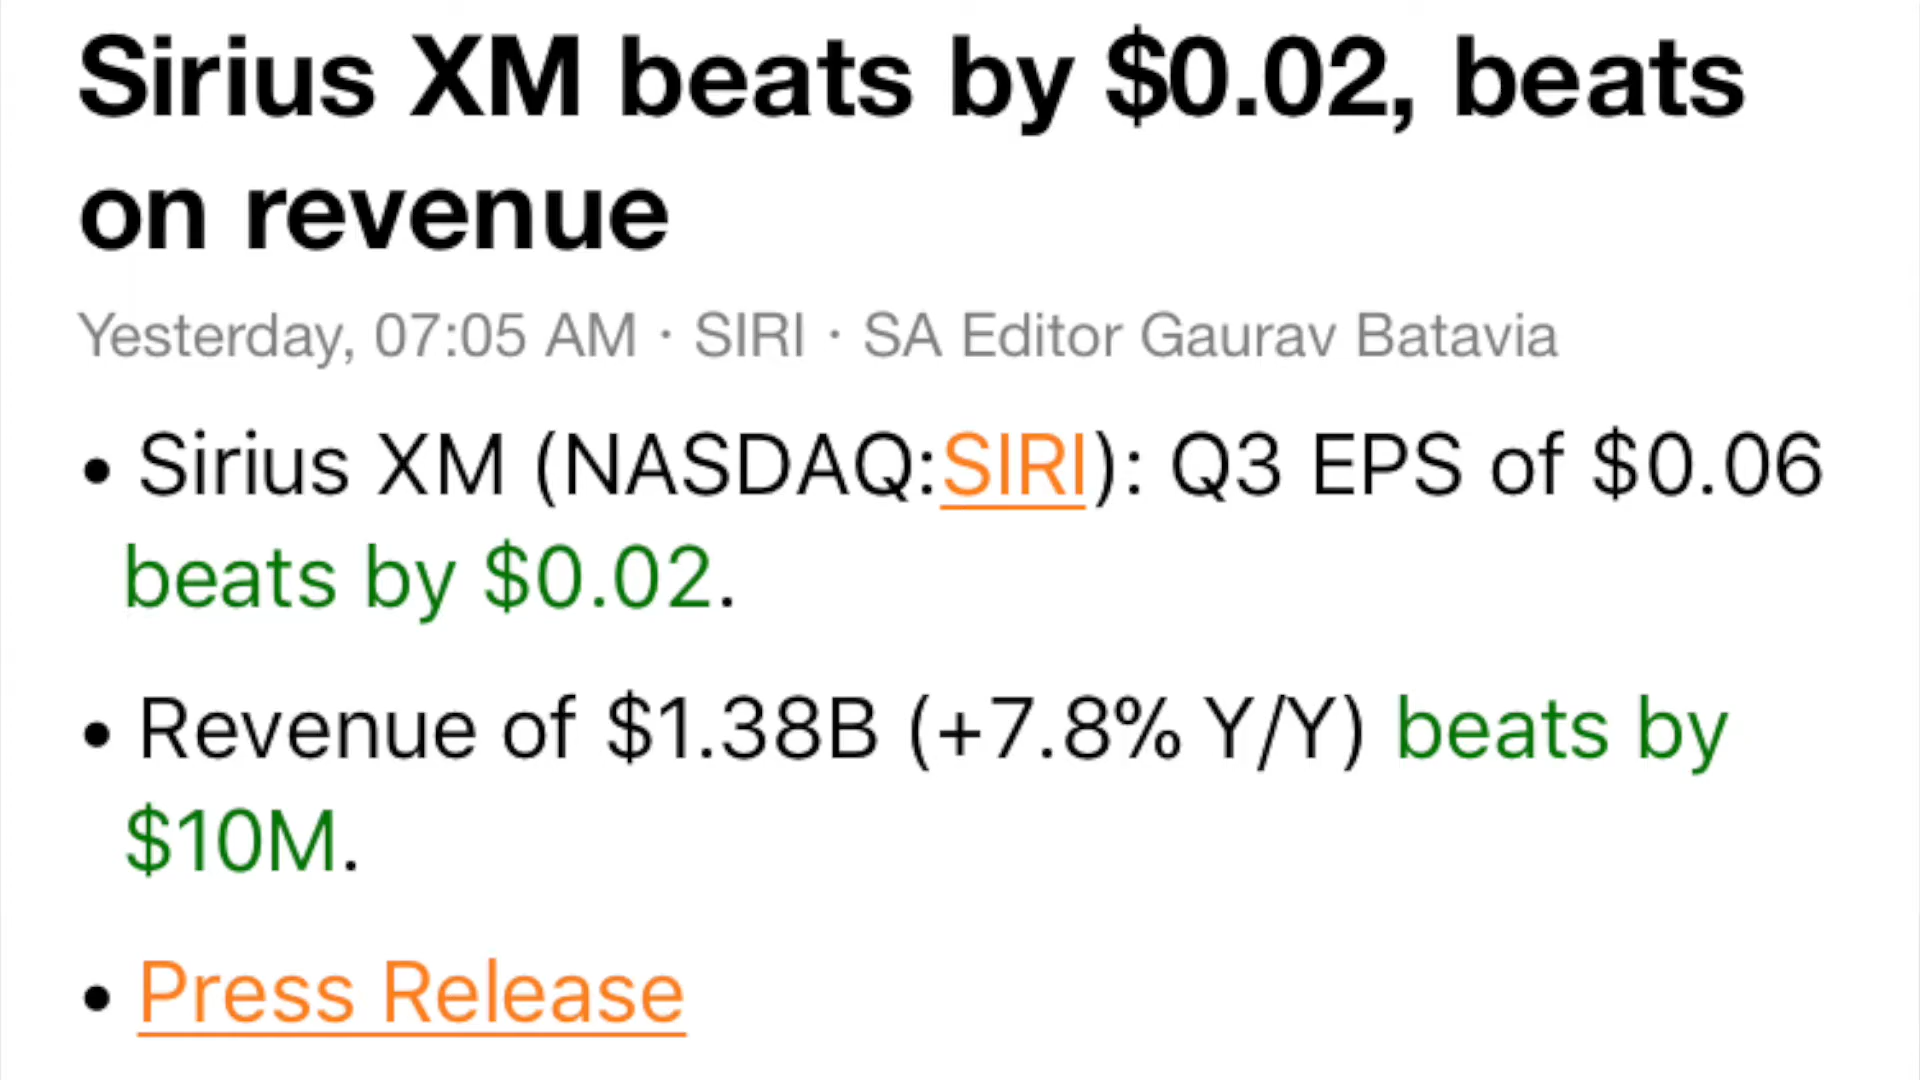 Sirius XM beats by $0.02, beats
on revenue
Yesterday, 07:05 AM · SIRI · SA Editor Gaurav Batavia
• Sirius XM (NASDAQ:SIRI): Q3 EPS of $0.06
beats by $0.02.
• Revenue of $1.38B (+7.8% Y/Y) beats by
$10M.
• Press Release